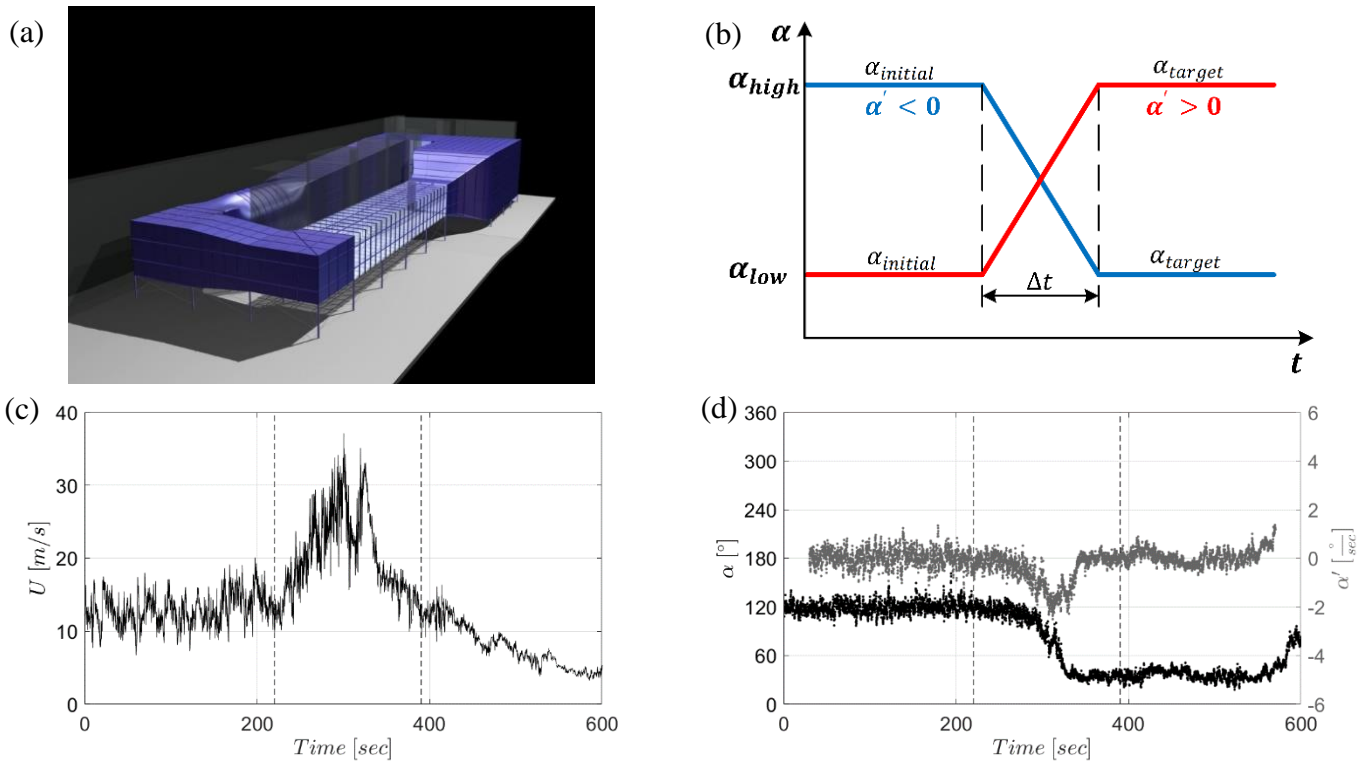 (a)
(b)
α
α_high
α_initial
α′ < 0
α_target
α′ > 0
α_low
α_initial
α_target
Δt
t
(c)
40
30
20
10
0
U [m/s]
0
200
400
600
Time [sec]
(d)
360
300
240
180
120
60
0
α [°]
6
4
2
0
-2
-4
-6
α′ [°/sec]
0
200
400
600
Time [sec]